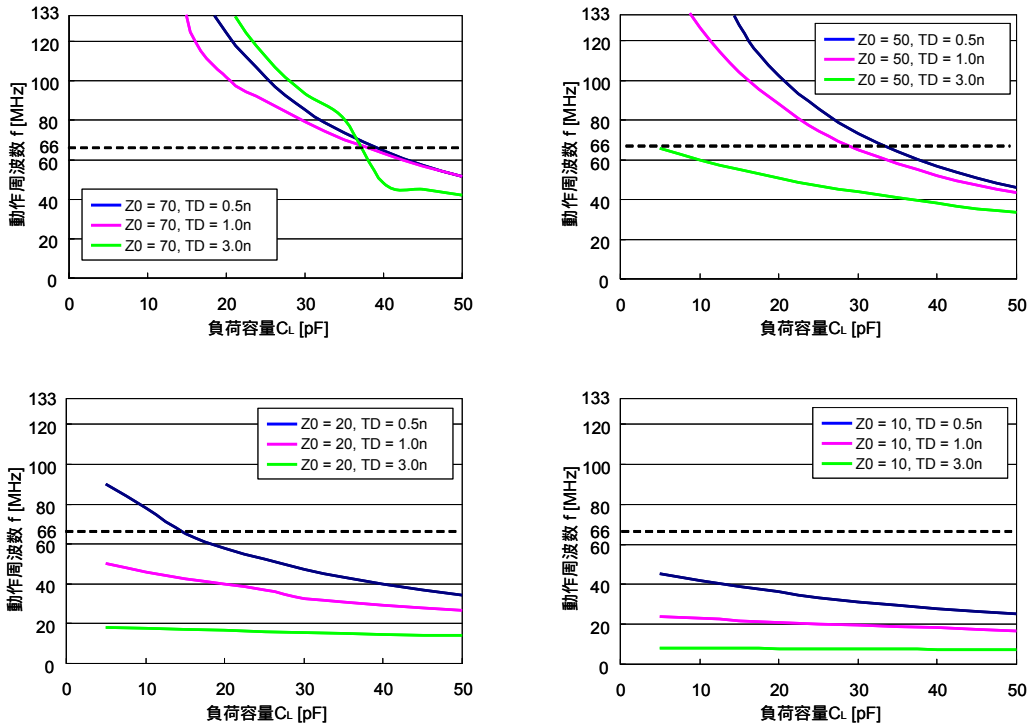 133
120
100
80
66
60
40
20
0
動作周波数 f [MHz]
Z0 = 70, TD = 0.5n
Z0 = 70, TD = 1.0n
Z0 = 70, TD = 3.0n
0 10 20 30 40 50
負荷容量CL [pF]
133
120
100
80
66
60
40
20
0
動作周波数 f [MHz]
Z0 = 50, TD = 0.5n
Z0 = 50, TD = 1.0n
Z0 = 50, TD = 3.0n
0 10 20 30 40 50
負荷容量CL [pF]
133
120
100
80
66
60
40
20
0
動作周波数 f [MHz]
Z0 = 20, TD = 0.5n
Z0 = 20, TD = 1.0n
Z0 = 20, TD = 3.0n
0 10 20 30 40 50
負荷容量CL [pF]
133
120
100
80
66
60
40
20
0
動作周波数 f [MHz]
Z0 = 10, TD = 0.5n
Z0 = 10, TD = 1.0n
Z0 = 10, TD = 3.0n
0 10 20 30 40 50
負荷容量CL [pF]